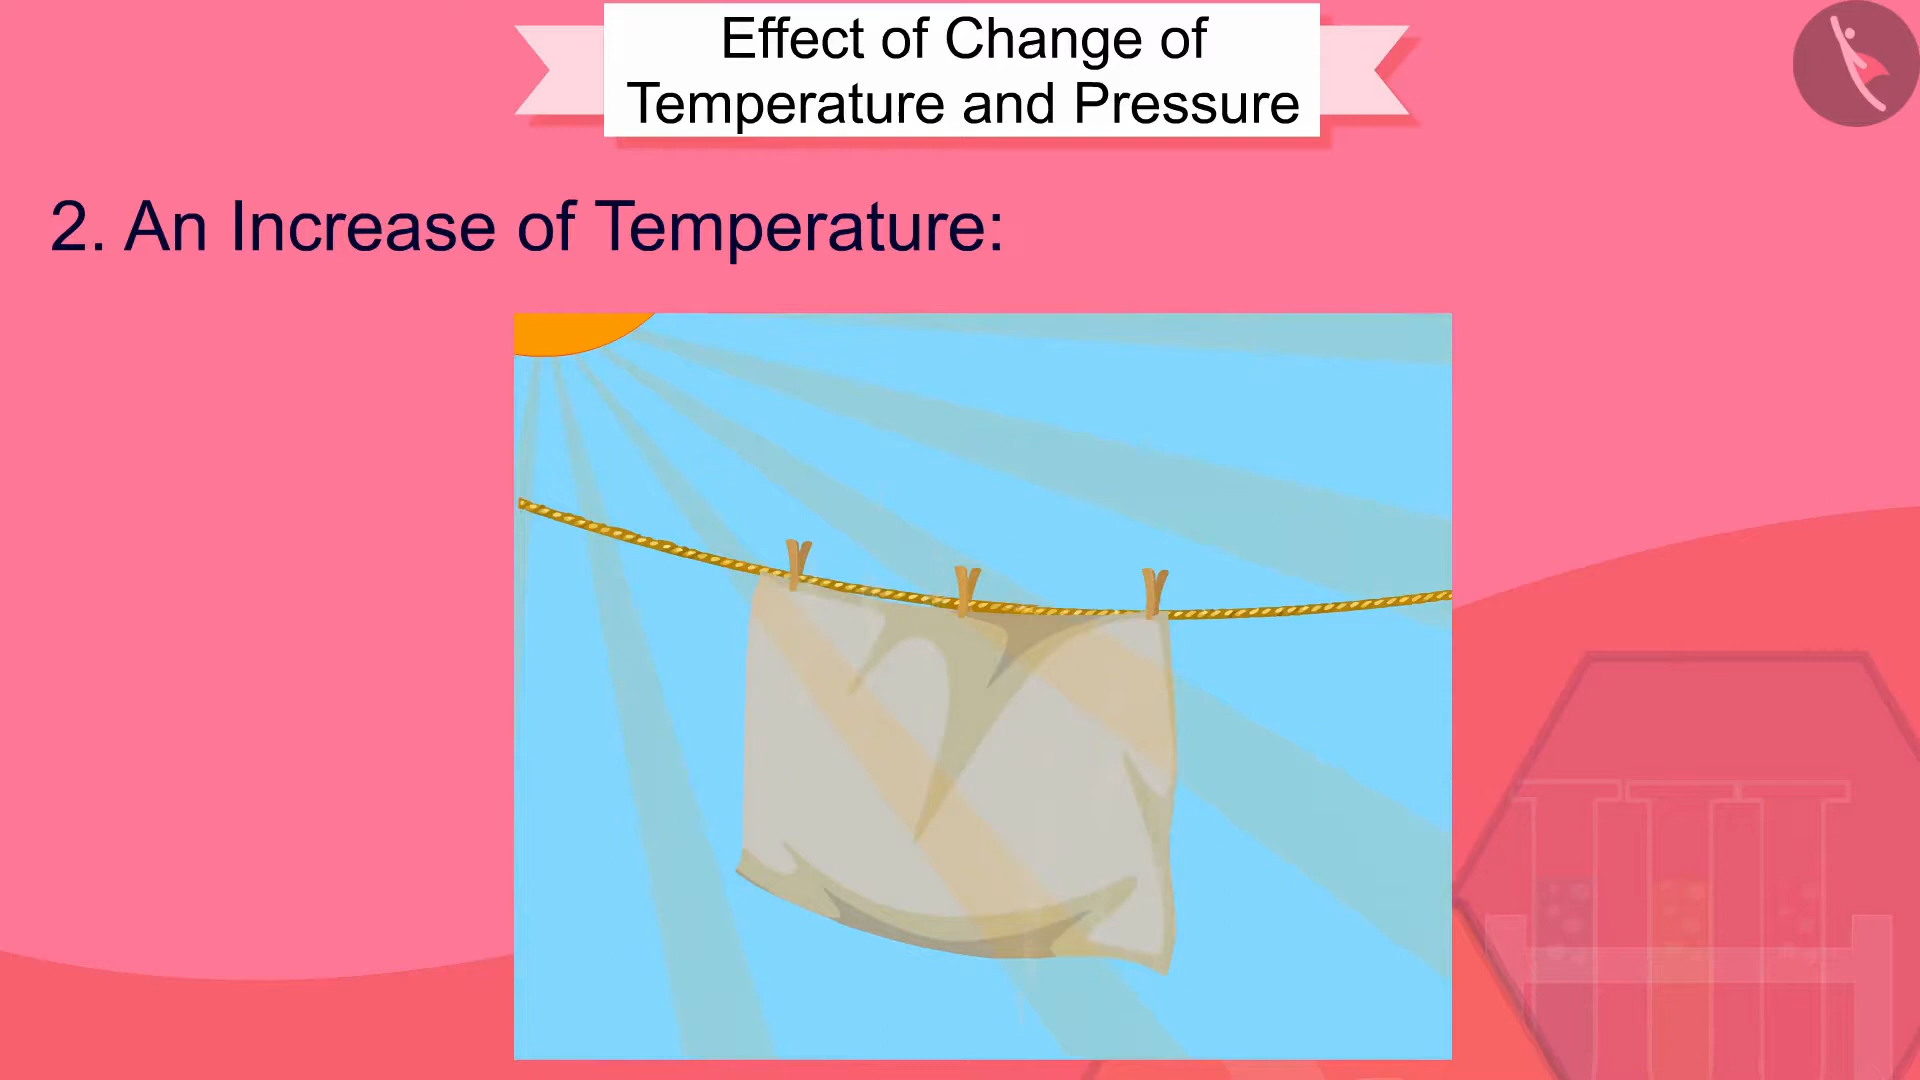 Effect of Change of
Temperature and Pressure
2. An Increase of Temperature: